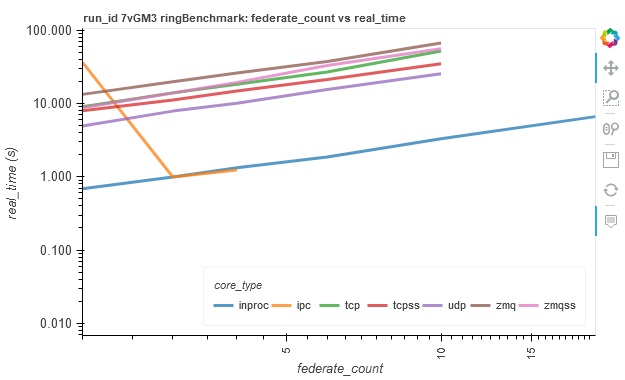 run_id 7vGM3 ringBenchmark: federate_count vs real_time
100.000
10.000
1.000
0.100
0.010
real_time (s)
core_type
inproc ipc tcp tcpss udp zmq zmqss
5 10 15
federate_count